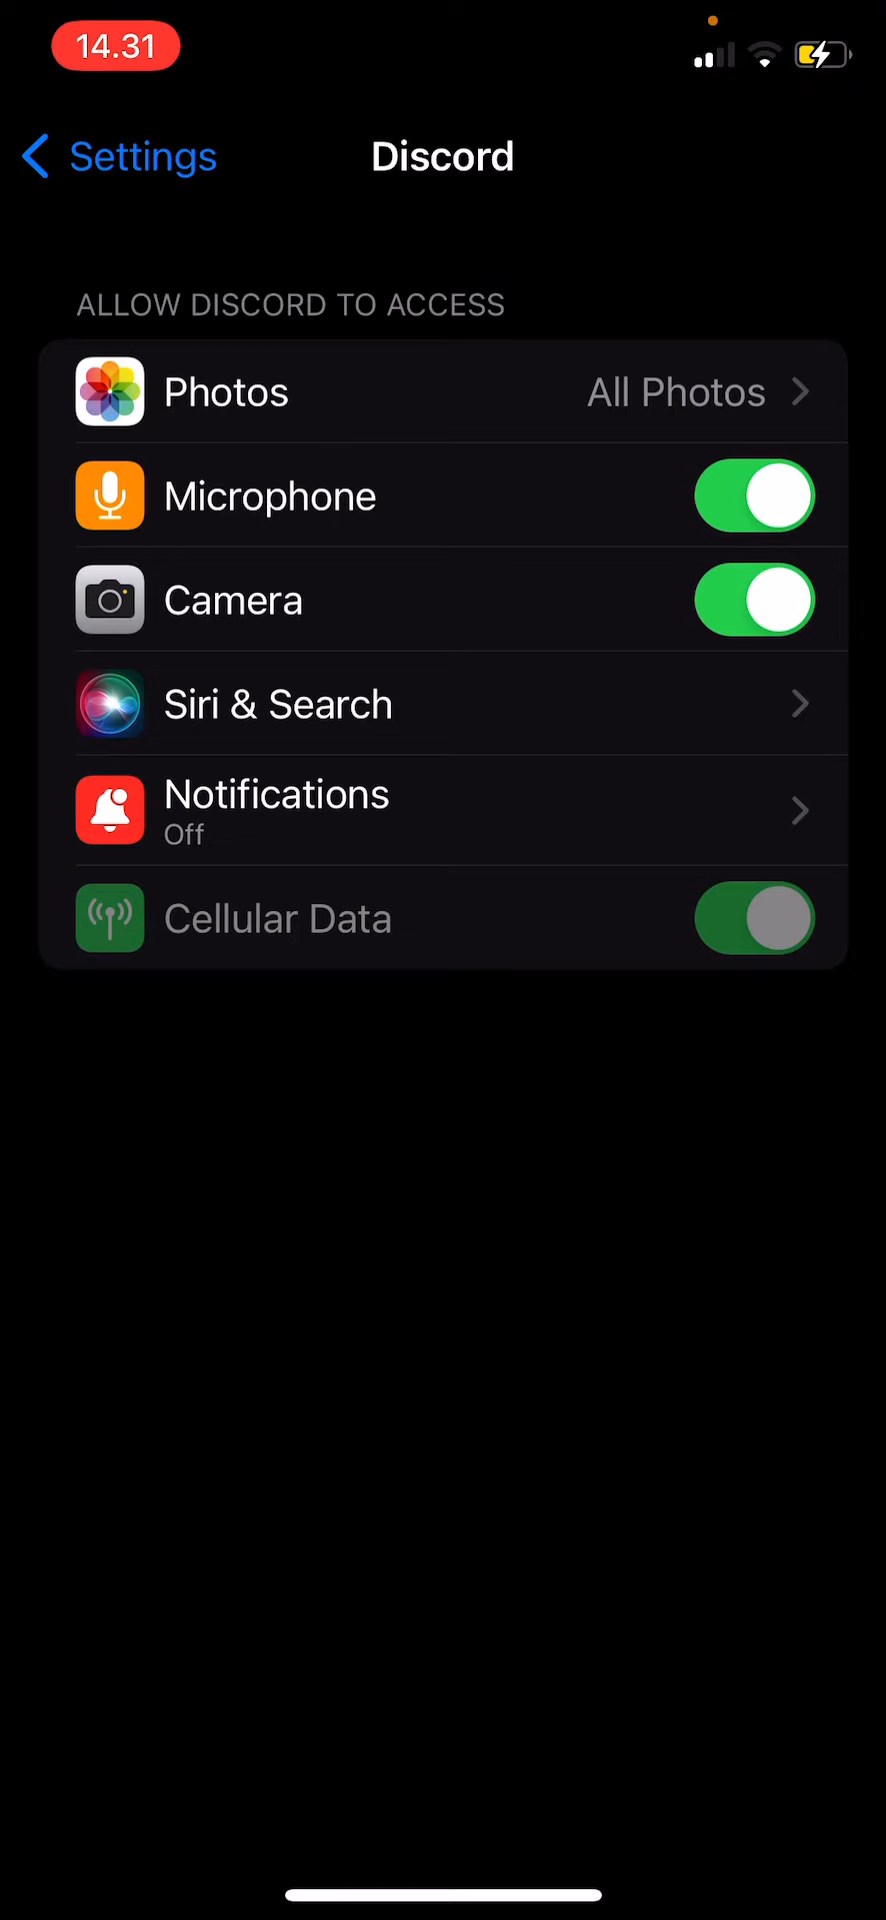 14.31
Settings
Discord
ALLOW DISCORD TO ACCESS
Photos
All Photos
Microphone
Camera
Siri & Search
Notifications
Off
Cellular Data